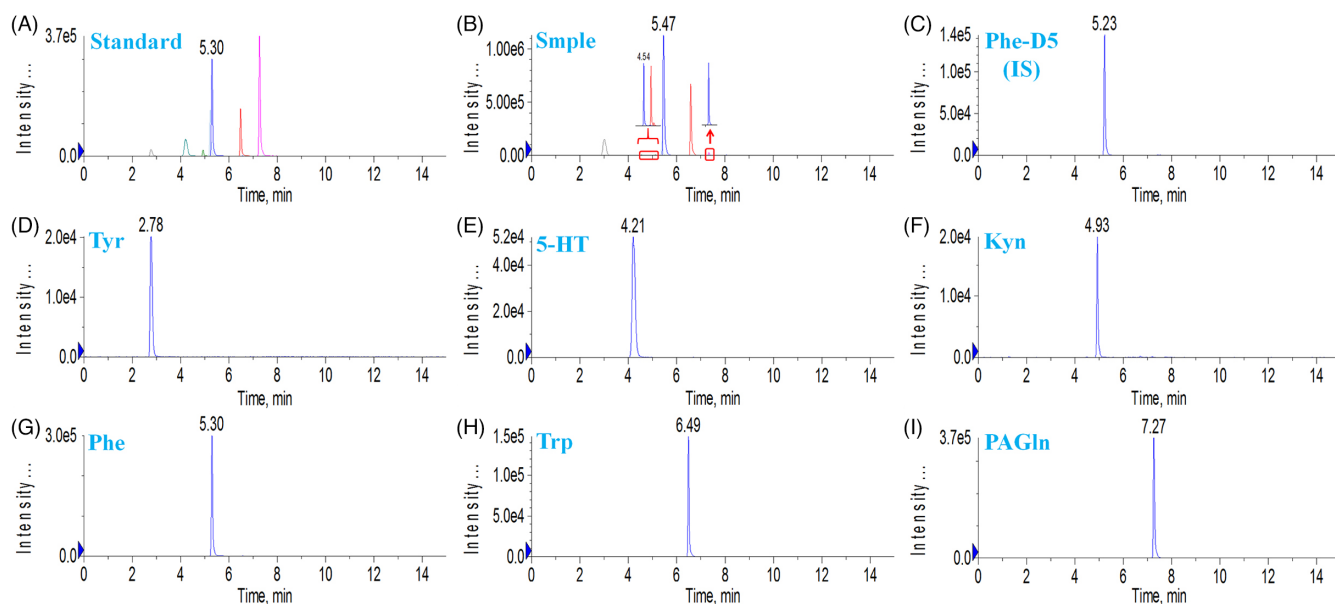 (A)
Standard
Intensity ...
3.7e5
0.0
5.30
0 2 4 6 8 10 12 14
Time, min
(B)
Smple
Intensity ...
1.00e6
5.00e5
0.00
4.54
5.47
0 2 4 6 8 10 12 14
Time, min
(C)
Phe-D5
(IS)
Intensity ...
1.4e5
1.0e5
5.0e4
0.0
5.23
0 2 4 6 8 10 12 14
Time, min
(D)
Tyr
Intensity ...
2.0e4
1.0e4
0.0
2.78
0 2 4 6 8 10 12 14
Time, min
(E)
5-HT
Intensity ...
5.2e4
4.0e4
2.0e4
0.0
4.21
0 2 4 6 8 10 12 14
Time, min
(F)
Kyn
Intensity ...
2.0e4
1.0e4
0.0
4.93
0 2 4 6 8 10 12 14
Time, min
(G)
Phe
Intensity ...
3.0e5
0.0
5.30
0 2 4 6 8 10 12 14
Time, min
(H)
Trp
Intensity ...
1.5e5
1.0e5
5.0e4
0.0
6.49
0 2 4 6 8 10 12 14
Time, min
(I)
PAGln
Intensity ...
3.7e5
0.0
7.27
0 2 4 6 8 10 12 14
Time, min